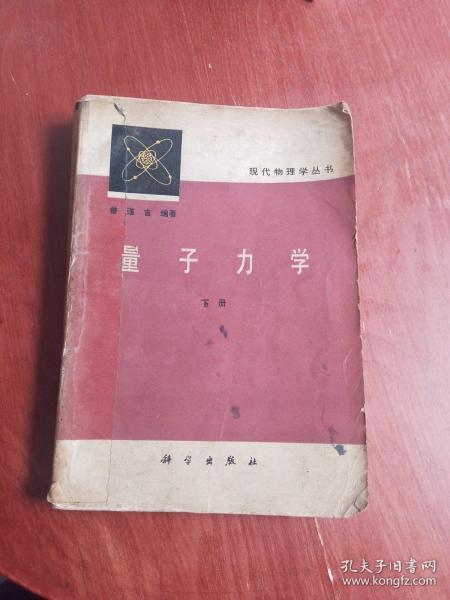 现代物理学丛书
曾谨言 编著
量子力学
下册
科学出版社
孔夫子旧书网
www.kongfz.com